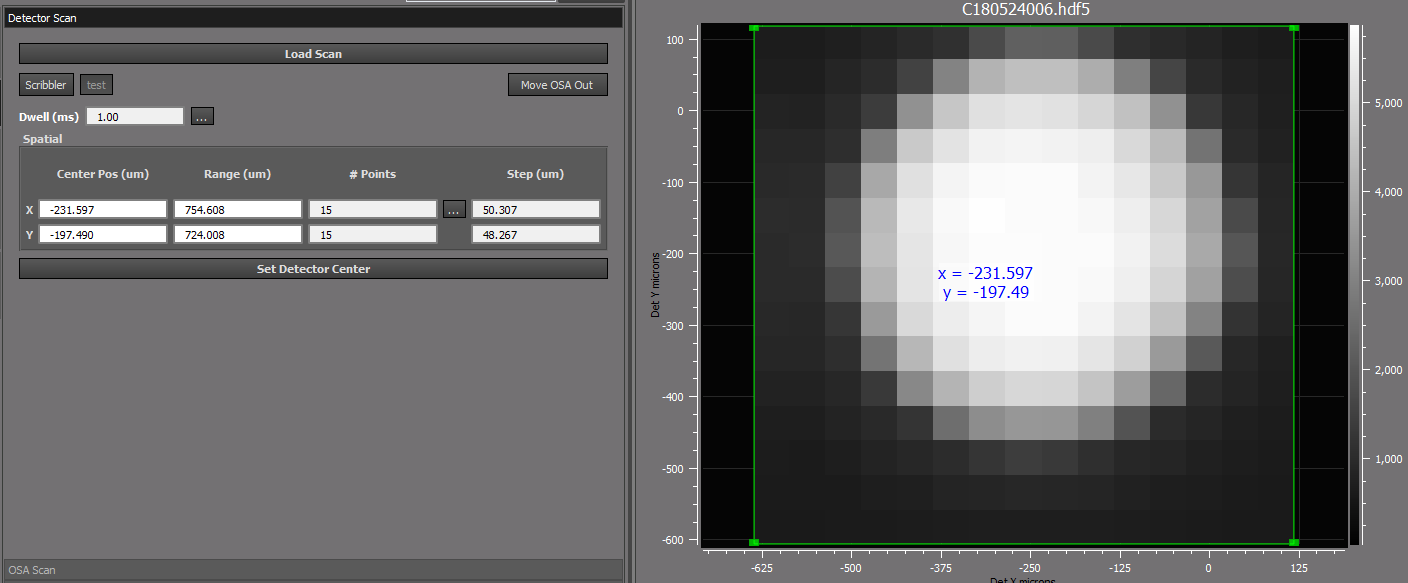 Detector Scan
Load Scan
Scribbler test Move OSA Out
Dwell (ms) 1.00 ...
Spatial
Center Pos (um) Range (um) # Points Step (um)
X -231.597 754.608 15 ... 50.307
Y -197.490 724.008 15 48.267
Set Detector Center
OSA Scan
C180524006.hdf5
100
0
-100
-200
-300
-400
-500
-600
Det Y microns
x = -231.597
y = -197.49
-625 -500 -375 -250 -125 0 125
Det X microns
5,000
4,000
3,000
2,000
1,000